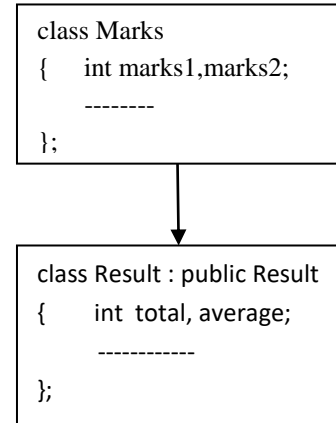 class Marks
{ int marks1,marks2;
--------
};
class Result : public Result
{ int total, average;
------------
};